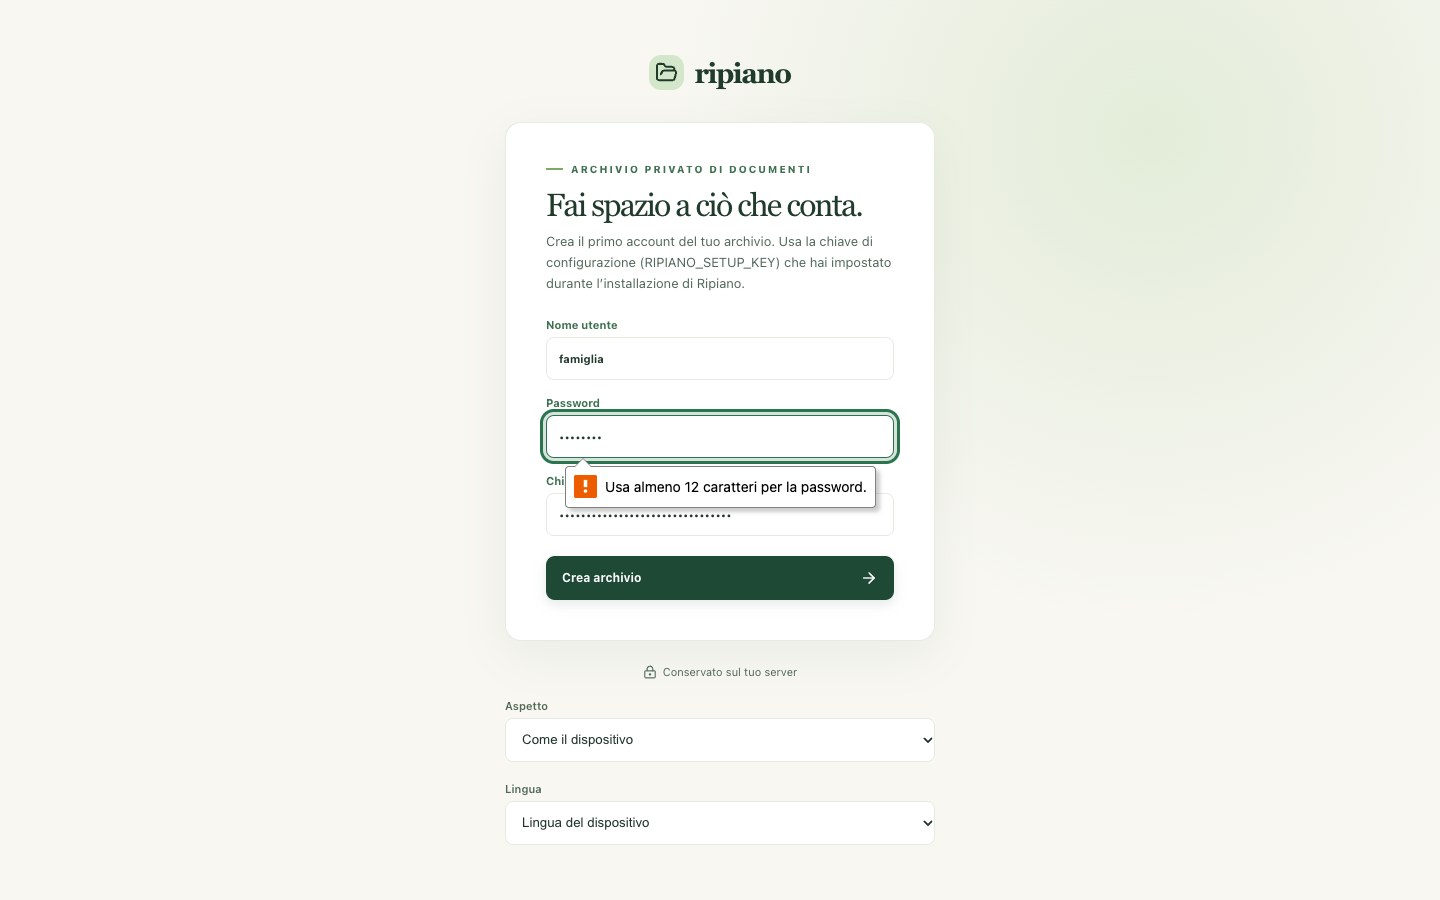 ripiano
ARCHIVIO PRIVATO DI DOCUMENTI
Fai spazio a ciò che conta.
Crea il primo account del tuo archivio. Usa la chiave di
configurazione (RIPIANO_SETUP_KEY) che hai impostato
durante l'installazione di Ripiano.
Nome utente
famiglia
Password
••••••••
Usa almeno 12 caratteri per la password.
••••••••••••••••••••••••••••••••
Crea archivio
Conservato sul tuo server
Aspetto
Come il dispositivo
Lingua
Lingua del dispositivo